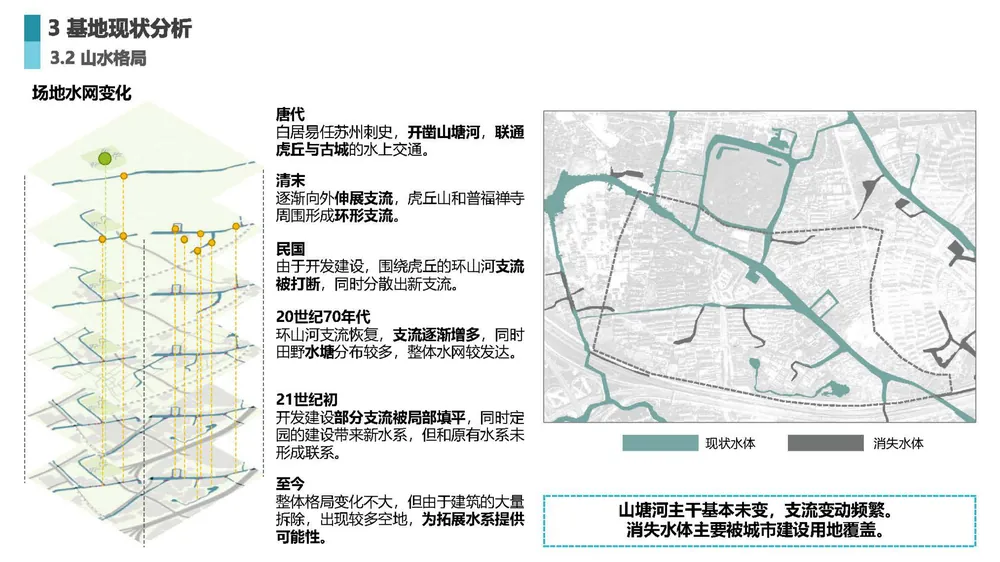 3 基地现状分析
3.2 山水格局
场地水网变化
唐代
白居易任苏州刺史，开凿山塘河，联通
虎丘与古城的水上交通。
清末
逐渐向外伸展支流，虎丘山和普福禅寺
周围形成环形支流。
民国
由于开发建设，围绕虎丘的环山河支流
被打断，同时分散出新支流。
20世纪70年代
环山河支流恢复，支流逐渐增多，同时
田野水塘分布较多，整体水网较发达。
21世纪初
开发建设部分支流被局部填平，同时定
园的建设带来新水系，但和原有水系未
形成联系。
至今
整体格局变化不大，但由于建筑的大量
拆除，出现较多空地，为拓展水系提供
可能性。
现状水体
消失水体
山塘河主干基本未变，支流变动频繁。
消失水体主要被城市建设用地覆盖。